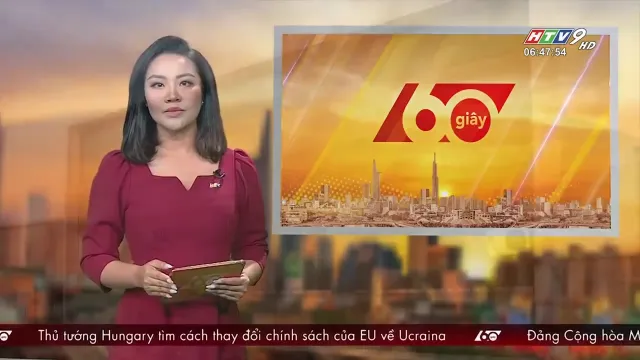 HTV9 HD
06:47:54
60 giây
Thủ tướng Hungary tìm cách thay đổi chính sách của EU về Ucraina 60 Đảng Cộng hòa M